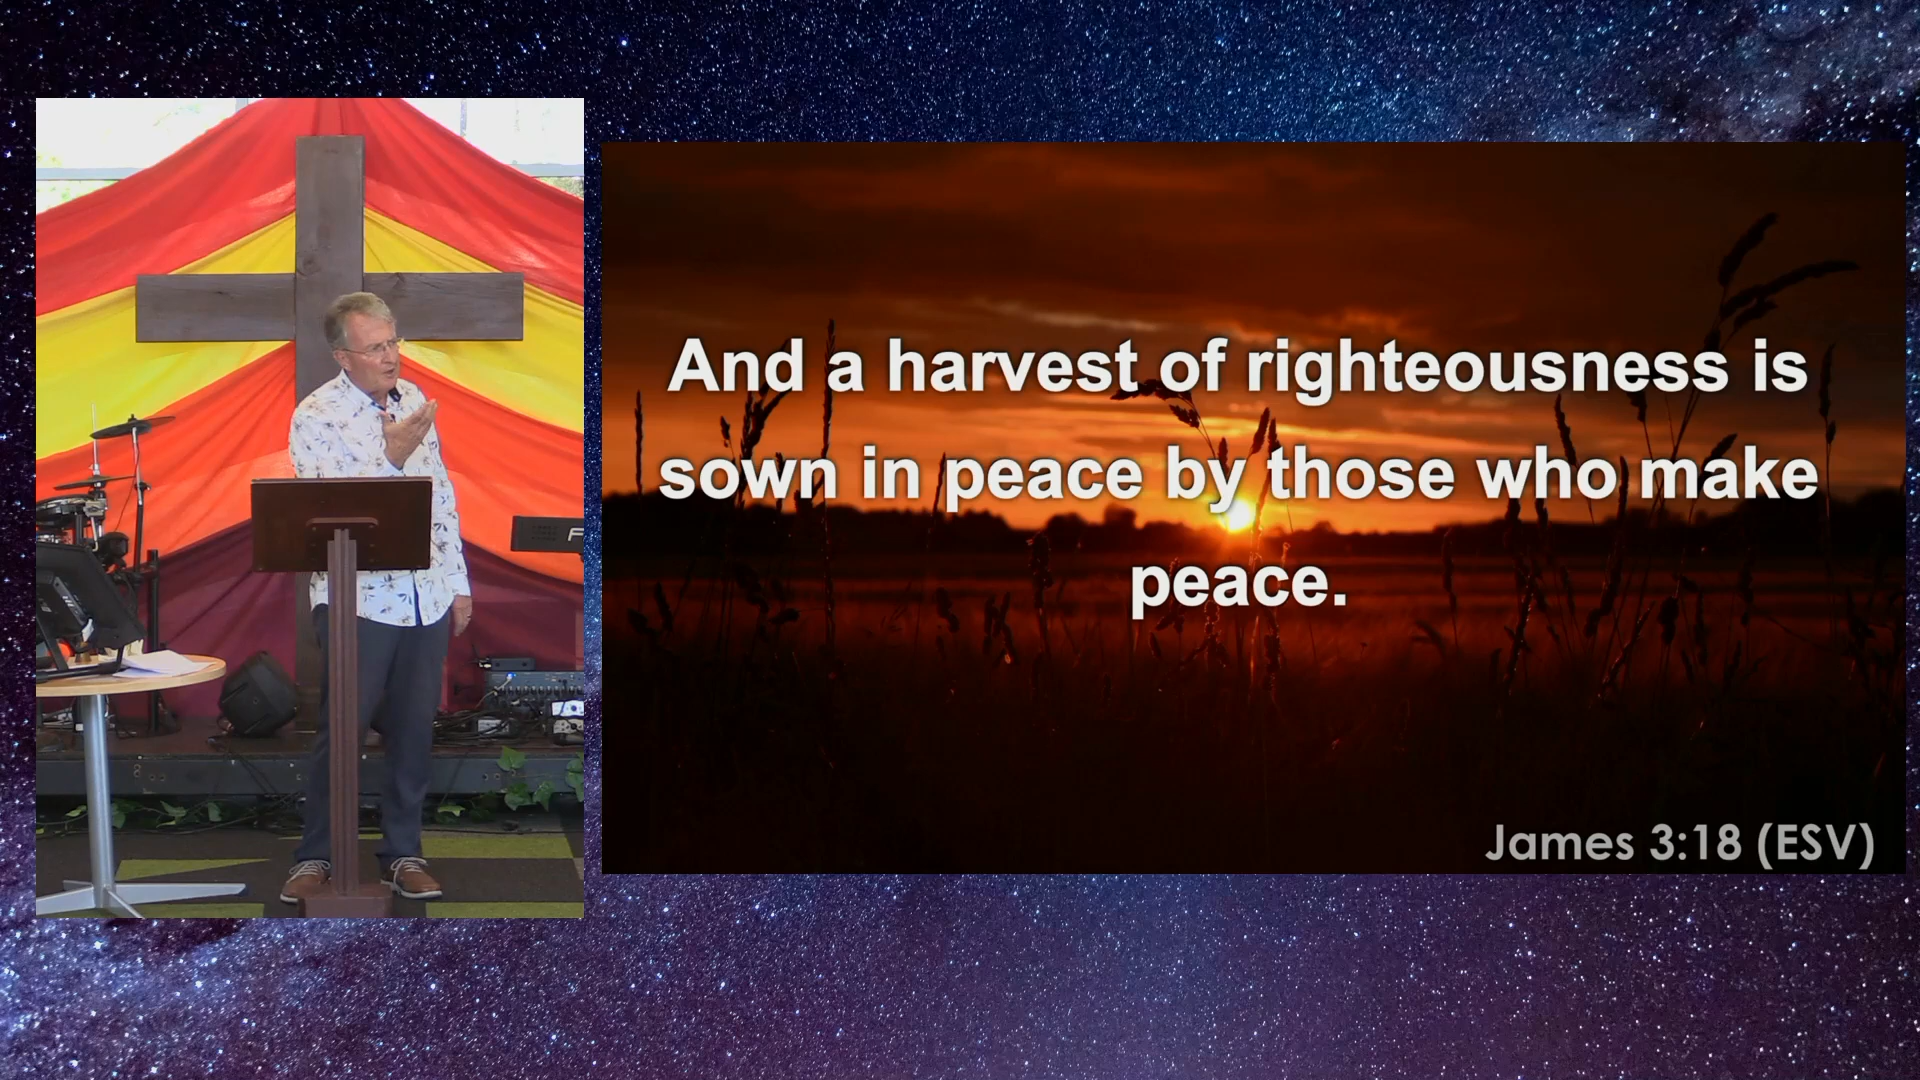 And a harvest of righteousness is
sown in peace by those who make
peace.
James 3:18 (ESV)